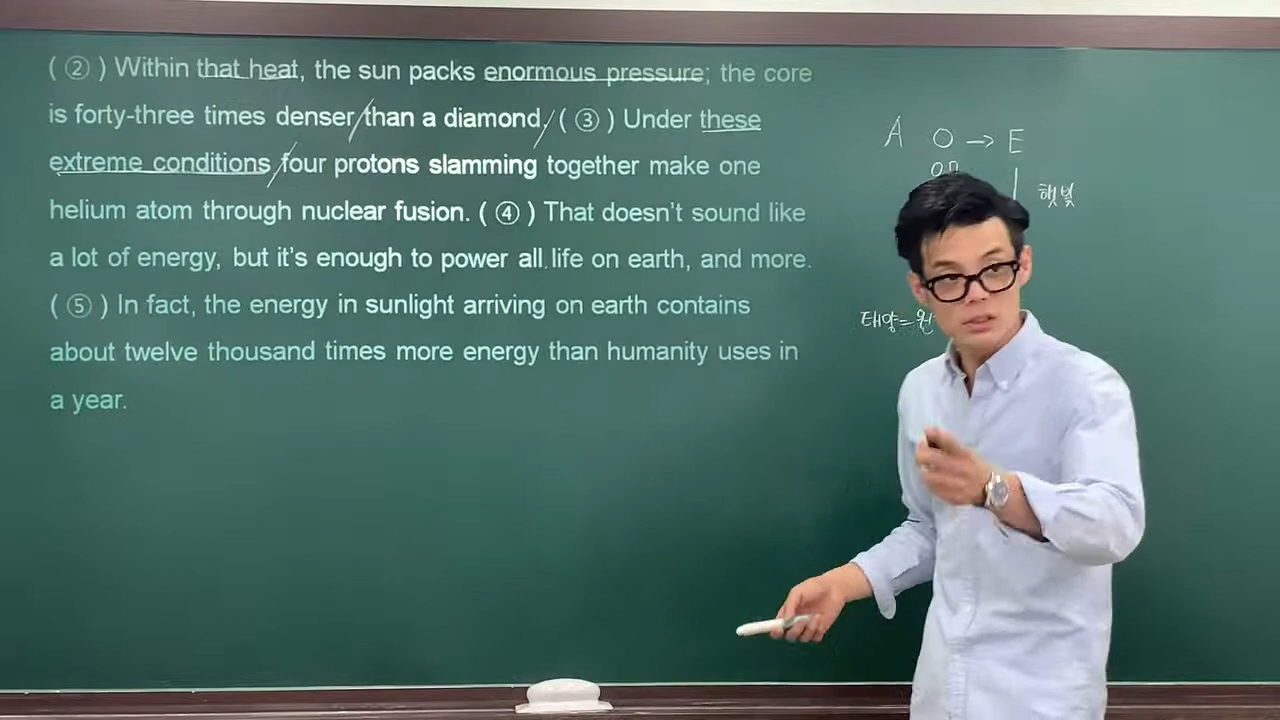 ( ② ) Within that heat, the sun packs enormous pressure; the core
is forty-three times denser than a diamond. ( ③ ) Under these
extreme conditions four protons slamming together make one
helium atom through nuclear fusion. ( ④ ) That doesn't sound like
a lot of energy, but it's enough to power all life on earth, and more.
( ⑤ ) In fact, the energy in sunlight arriving on earth contains
about twelve thousand times more energy than humanity uses in
a year.
A O → E
햇빛
태양=원